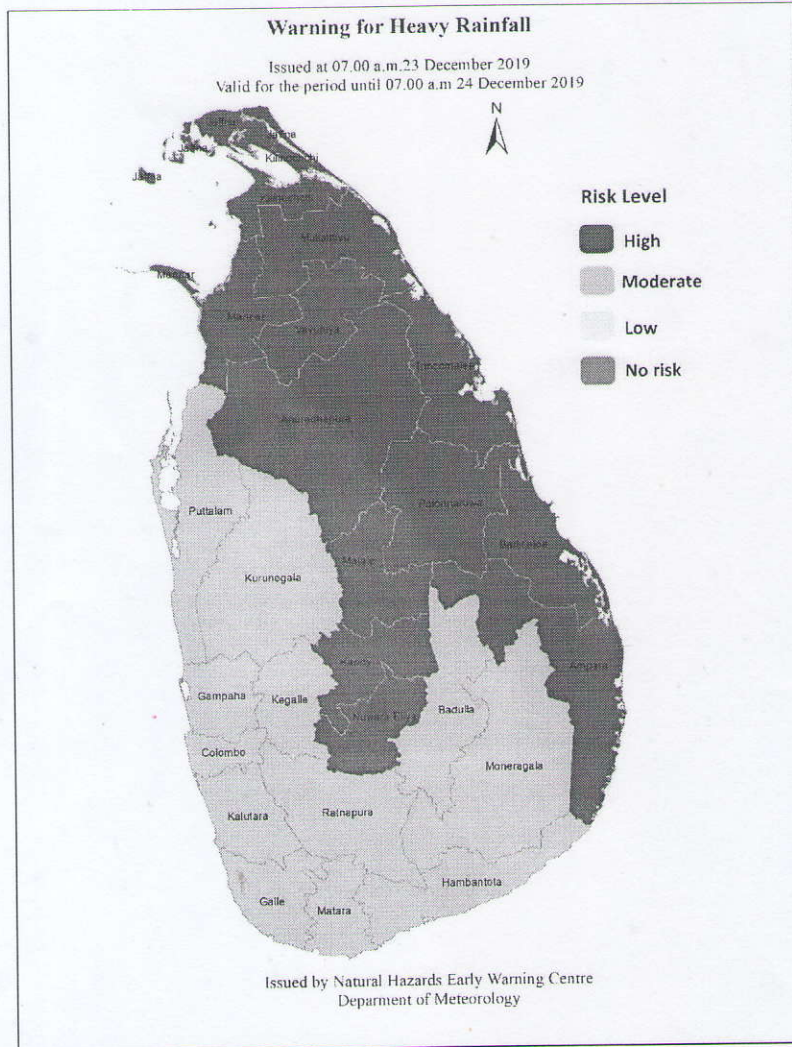 Warning for Heavy Rainfall
Issued at 07.00 a.m.23 December 2019
Valid for the period until 07.00 a.m 24 December 2019
N
Jaffna
Jaffna
Kilinochchi
Jaffna
Risk Level
High
Moderate
Low
No risk
Mannar
Mannar
Vavuniya
Trincomalee
Anuradhapura
Puttalam
Polonnaruwa
Batticaloa
Matale
Kurunegala
Kandy
Ampara
Gampaha
Kegalle
Badulla
Nuwara Eliya
Colombo
Moneragala
Kalutara
Ratnapura
Hambantota
Galle
Matara
Issued by Natural Hazards Early Warning Centre
Deparment of Meteorology